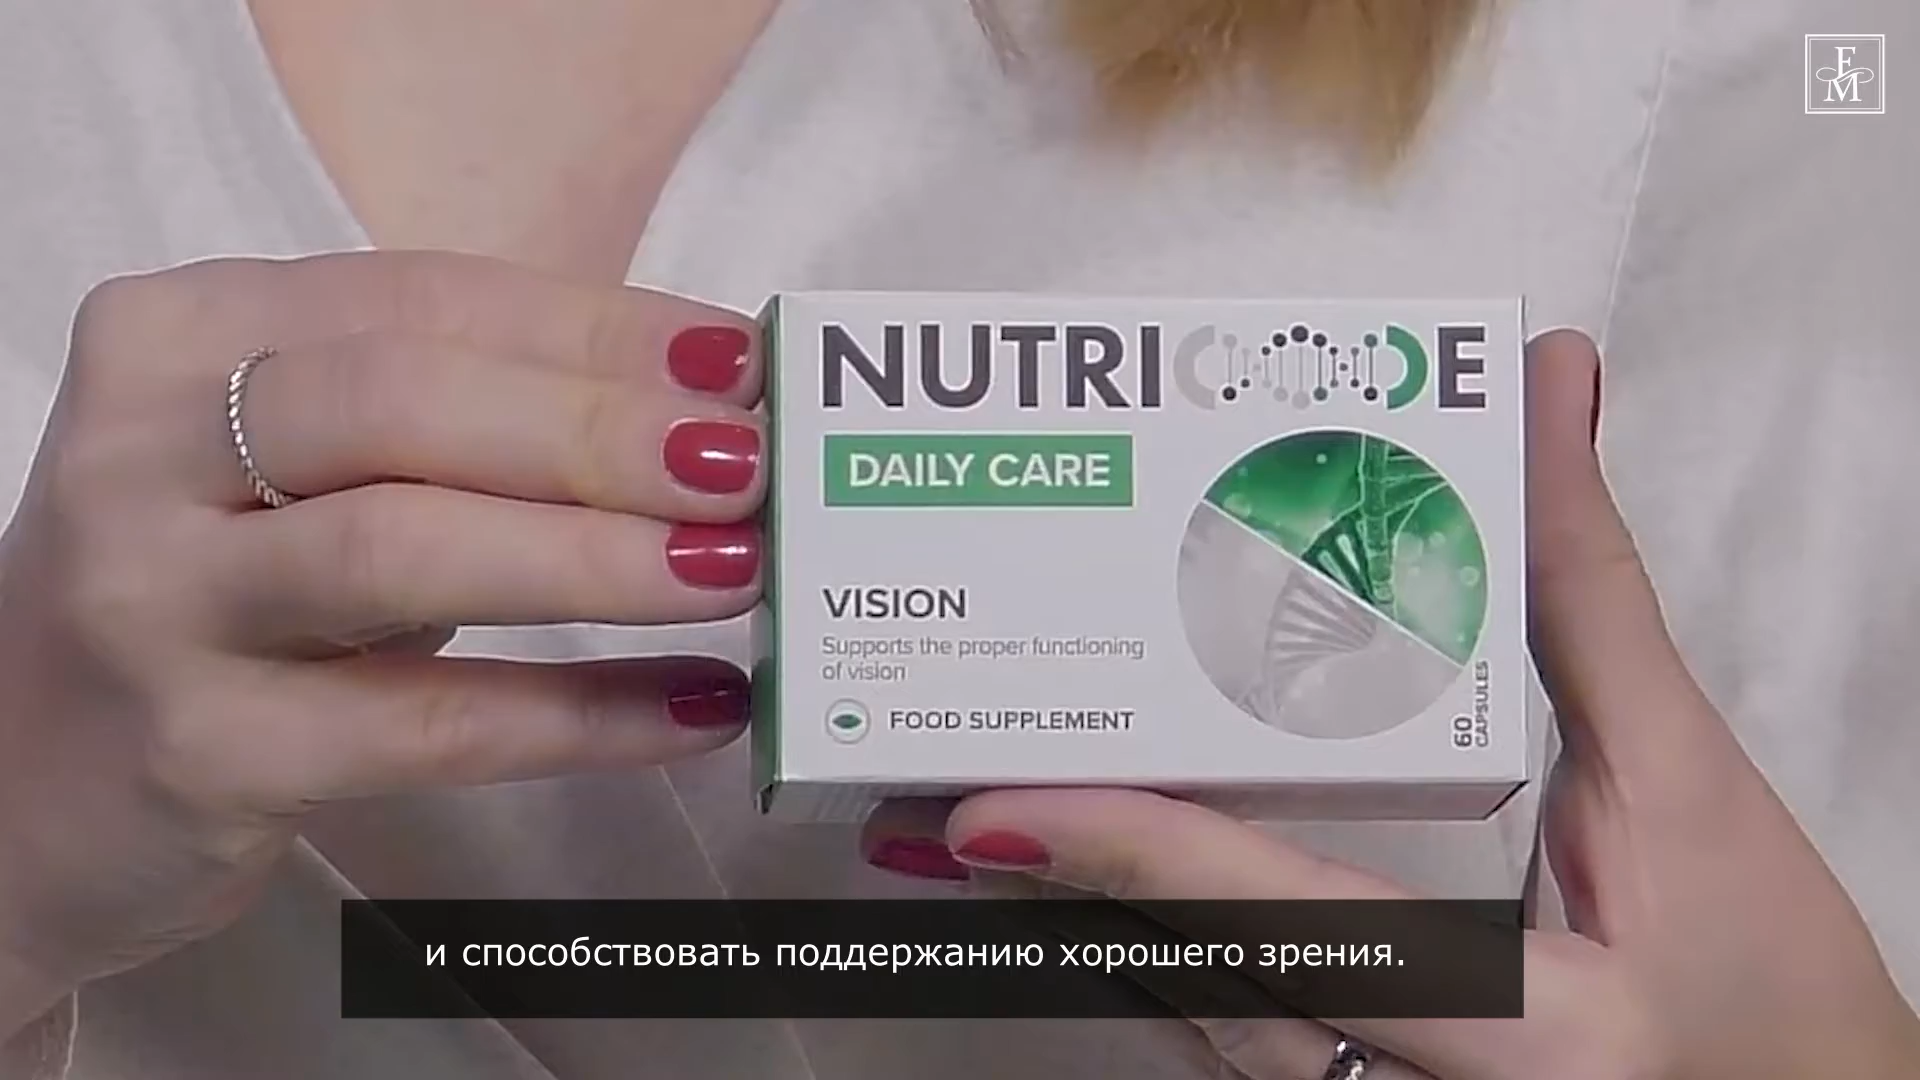 FM
NUTRICODE
DAILY CARE
VISION
Supports the proper functioning
of vision
FOOD SUPPLEMENT
60
CAPSULES
и способствовать поддержанию хорошего зрения.